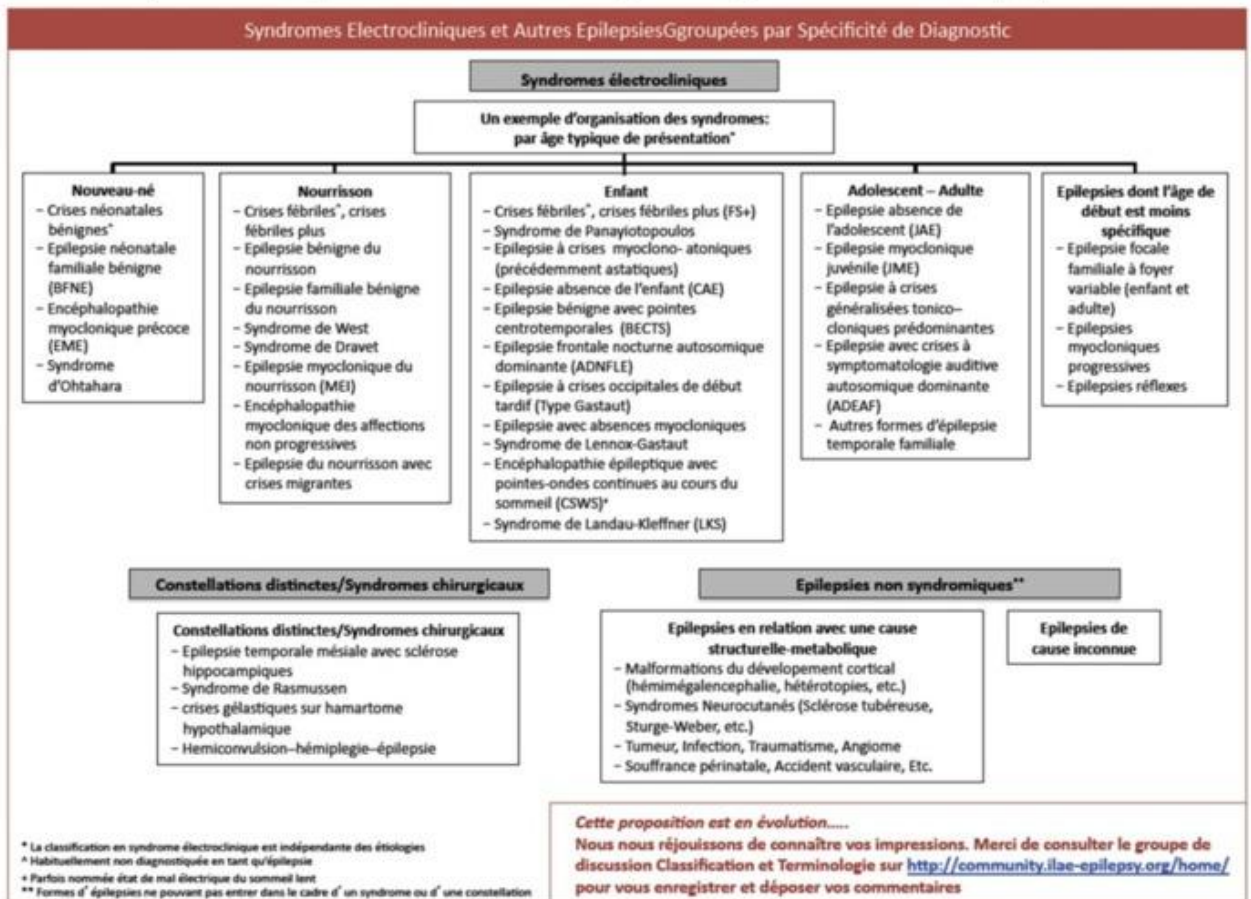 Syndromes Electrocliniques et Autres EpilepsiesGgroupées par Spécificité de Diagnostic
Syndromes électrocliniques
Un exemple d'organisation des syndromes:
par âge typique de présentation*
Nouveau-né
– Crises néonatales
bénignes^
– Epilepsie néonatale
familiale bénigne
(BFNE)
– Encéphalopathie
myoclonique précoce
(EME)
– Syndrome
d'Ohtahara
Nourrisson
– Crises fébriles^, crises
fébriles plus
– Epilepsie bénigne du
nourrisson
– Epilepsie familiale bénigne
du nourrisson
– Syndrome de West
– Syndrome de Dravet
– Epilepsie myoclonique du
nourrisson (MEI)
– Encéphalopathie
myoclonique des affections
non progressives
– Epilepsie du nourrisson avec
crises migrantes
Enfant
– Crises fébriles^, crises fébriles plus (FS+)
– Syndrome de Panayiotopoulos
– Epilepsie à crises myoclono- atoniques
(précédemment astatiques)
– Epilepsie absence de l'enfant (CAE)
– Epilepsie bénigne avec pointes
centrotemporales (BECTS)
– Epilepsie frontale nocturne autosomique
dominante (ADNFLE)
– Epilepsie à crises occipitales de début
tardif (Type Gastaut)
– Epilepsie avec absences myocloniques
– Syndrome de Lennox-Gastaut
– Encéphalopathie épileptique avec
pointes-ondes continues au cours du
sommeil (CSWS)+
– Syndrome de Landau-Kleffner (LKS)
Adolescent – Adulte
– Epilepsie absence de
l'adolescent (JAE)
– Epilepsie myoclonique
juvénile (JME)
– Epilepsie à crises
généralisées tonico–
cloniques prédominantes
– Epilepsie avec crises à
symptomatologie auditive
autosomique dominante
(ADEAF)
– Autres formes d'épilepsie
temporale familiale
Epilepsies dont l'âge de
début est moins
spécifique
– Epilepsie focale
familiale à foyer
variable (enfant et
adulte)
– Epilepsies
myocloniques
progressives
– Epilepsies réflexes
Constellations distinctes/Syndromes chirurgicaux
Constellations distinctes/Syndromes chirurgicaux
– Epilepsie temporale mésiale avec sclérose
hippocampiques
– Syndrome de Rasmussen
– crises gélastiques sur hamartome
hypothalamique
– Hemiconvulsion–hémiplegie–épilepsie
Epilepsies non syndromiques**
Epilepsies en relation avec une cause
structurelle-metabolique
– Malformations du dévelopement cortical
(hémimégalencephalie, hétérotopies, etc.)
– Syndromes Neurocutanés (Sclérose tubéreuse,
Sturge-Weber, etc.)
– Tumeur, Infection, Traumatisme, Angiome
– Souffrance périnatale, Accident vasculaire, Etc.
Epilepsies de
cause inconnue
* La classification en syndrome électroclinique est indépendante des étiologies
^ Habituellement non diagnostiquée en tant qu'épilepsie
+ Parfois nommée état de mal électrique du sommeil lent
** Formes d' épilepsies ne pouvant pas entrer dans le cadre d' un syndrome ou d' une constellation
Cette proposition est en évolution.....
Nous nous réjouissons de connaître vos impressions. Merci de consulter le groupe de
discussion Classification et Terminologie sur http://community.ilae-epilepsy.org/home/
pour vous enregistrer et déposer vos commentaires